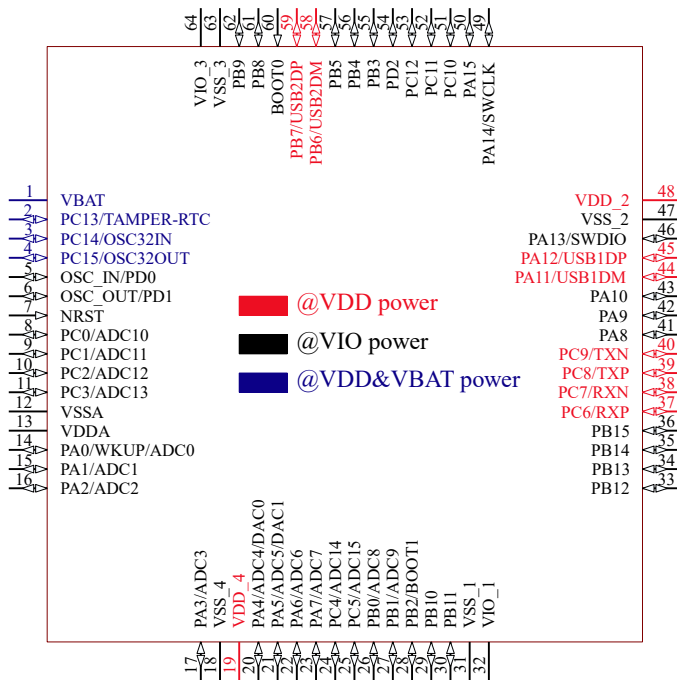 64 63 62 61 60 59 58 57 56 55 54 53 52 51 50 49
VIO_3
VSS_3
PB9
PB8
BOOT0
PB7/USB2DP
PB6/USB2DM
PB5
PB4
PB3
PD2
PC12
PC11
PC10
PA15
PA14/SWCLK
1 VBAT
2 PC13/TAMPER-RTC
3 PC14/OSC32IN
4 PC15/OSC32OUT
5 OSC_IN/PD0
6 OSC_OUT/PD1
7 NRST
8 PC0/ADC10
9 PC1/ADC11
10 PC2/ADC12
11 PC3/ADC13
12 VSSA
13 VDDA
14 PA0/WKUP/ADC0
15 PA1/ADC1
16 PA2/ADC2
@VDD power
@VIO power
@VDD&VBAT power
VDD_2 48
VSS_2 47
PA13/SWDIO 46
PA12/USB1DP 45
PA11/USB1DM 44
PA10 43
PA9 42
PA8 41
PC9/TXN 40
PC8/TXP 39
PC7/RXN 38
PC6/RXP 37
PB15 36
PB14 35
PB13 34
PB12 33
PA3/ADC3
VSS_4
VDD_4
PA4/ADC4/DAC0
PA5/ADC5/DAC1
PA6/ADC6
PA7/ADC7
PC4/ADC14
PC5/ADC15
PB0/ADC8
PB1/ADC9
PB2/BOOT1
PB10
PB11
VSS_1
VIO_1
17 18 19 20 21 22 23 24 25 26 27 28 29 30 31 32